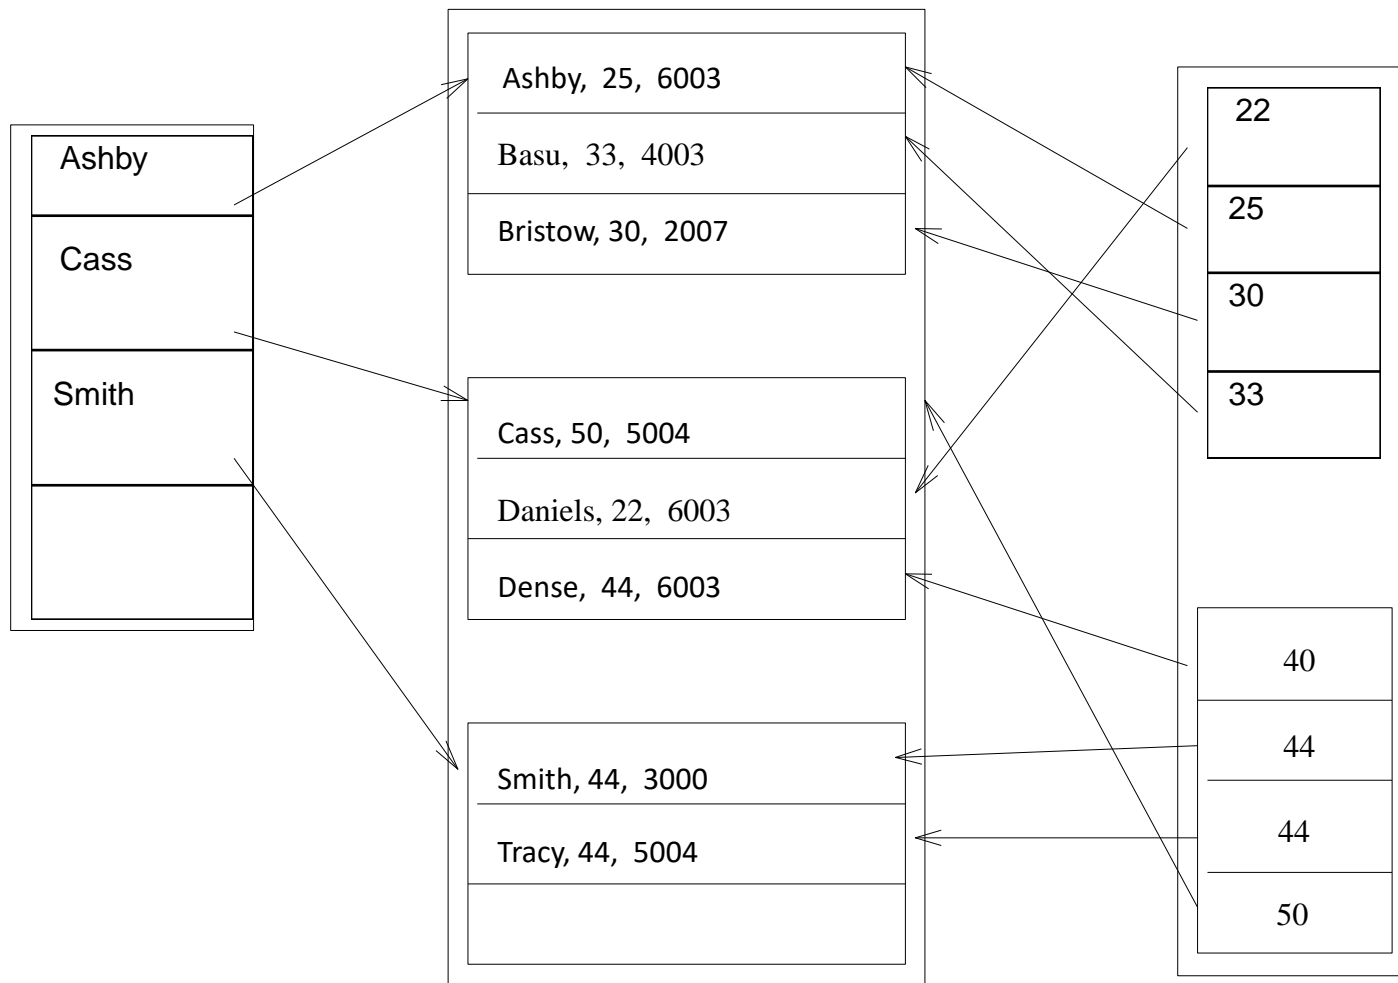 Ashby
Cass
Smith
Ashby, 25, 6003
Basu, 33, 4003
Bristow, 30, 2007
Cass, 50, 5004
Daniels, 22, 6003
Dense, 44, 6003
Smith, 44, 3000
Tracy, 44, 5004
22
25
30
33
40
44
44
50